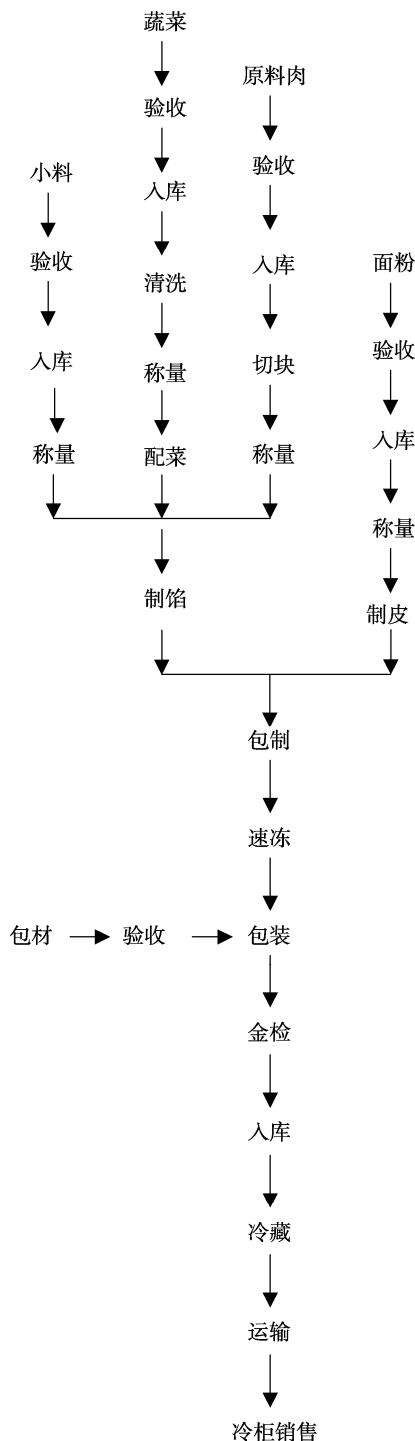 蔬菜
原料肉
验收
验收
小料
入库
验收
入库
面粉
清洗
验收
入库
切块
称量
入库
称量
配菜
称量
称量
制馅
制皮
包制
速冻
包材
验收
包装
金检
入库
冷藏
运输
冷柜销售